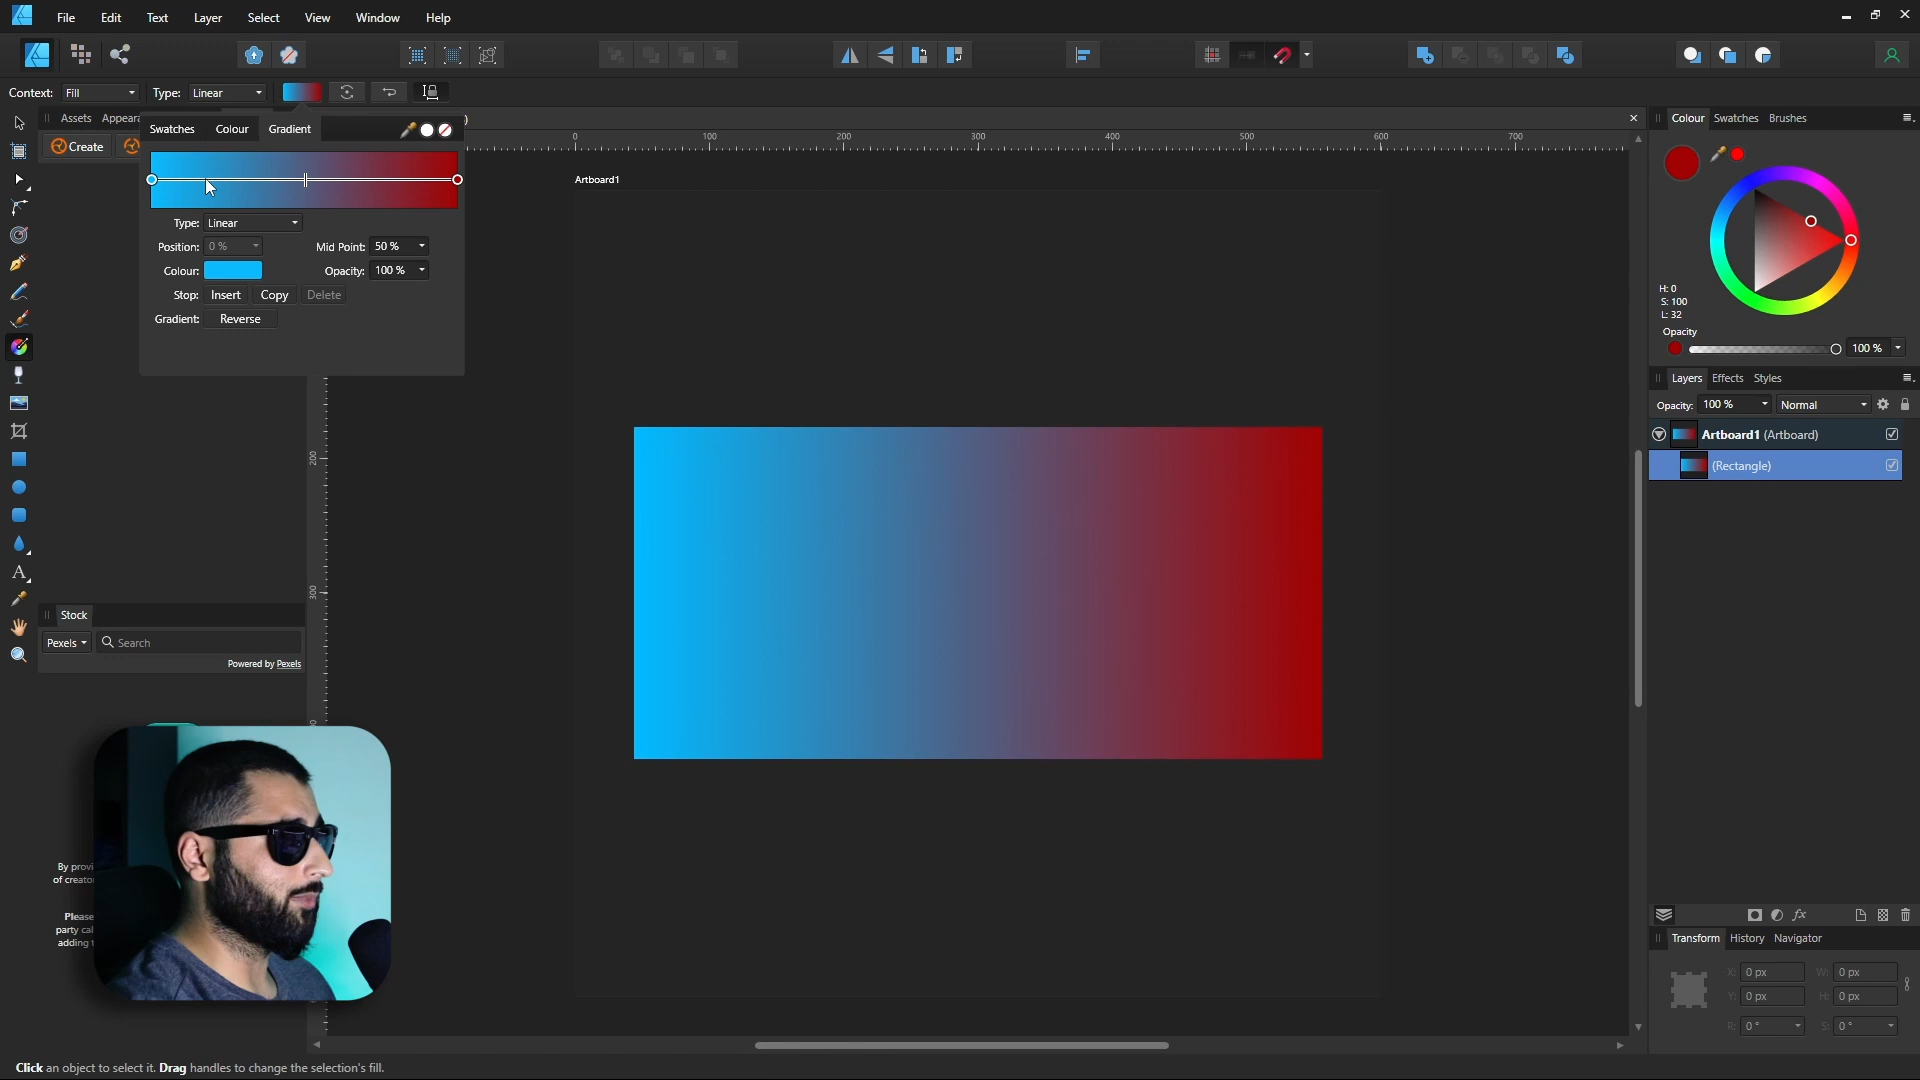 File Edit Text Layer Select View Window Help
Context: Fill Type: Linear
Assets Appeara
Create
Swatches Colour Gradient
Type: Linear
Position: 0 % Mid Point: 50 %
Colour: Opacity: 100 %
Stop: Insert Copy Delete
Gradient: Reverse
0 100 200 300 400 500 600 700
200
300
Artboard1
Colour Swatches Brushes
H: 0
S: 100
L: 32
Opacity
100 %
Layers Effects Styles
Opacity: 100 % Normal
Artboard1 (Artboard)
(Rectangle)
Stock
Pexels Search
Powered by Pexels
By provi
of creato
Please
party cal
adding t
Transform History Navigator
X: 0 px W: 0 px
Y: 0 px H: 0 px
R: 0 ° S: 0 °
Click an object to select it. Drag handles to change the selection's fill.